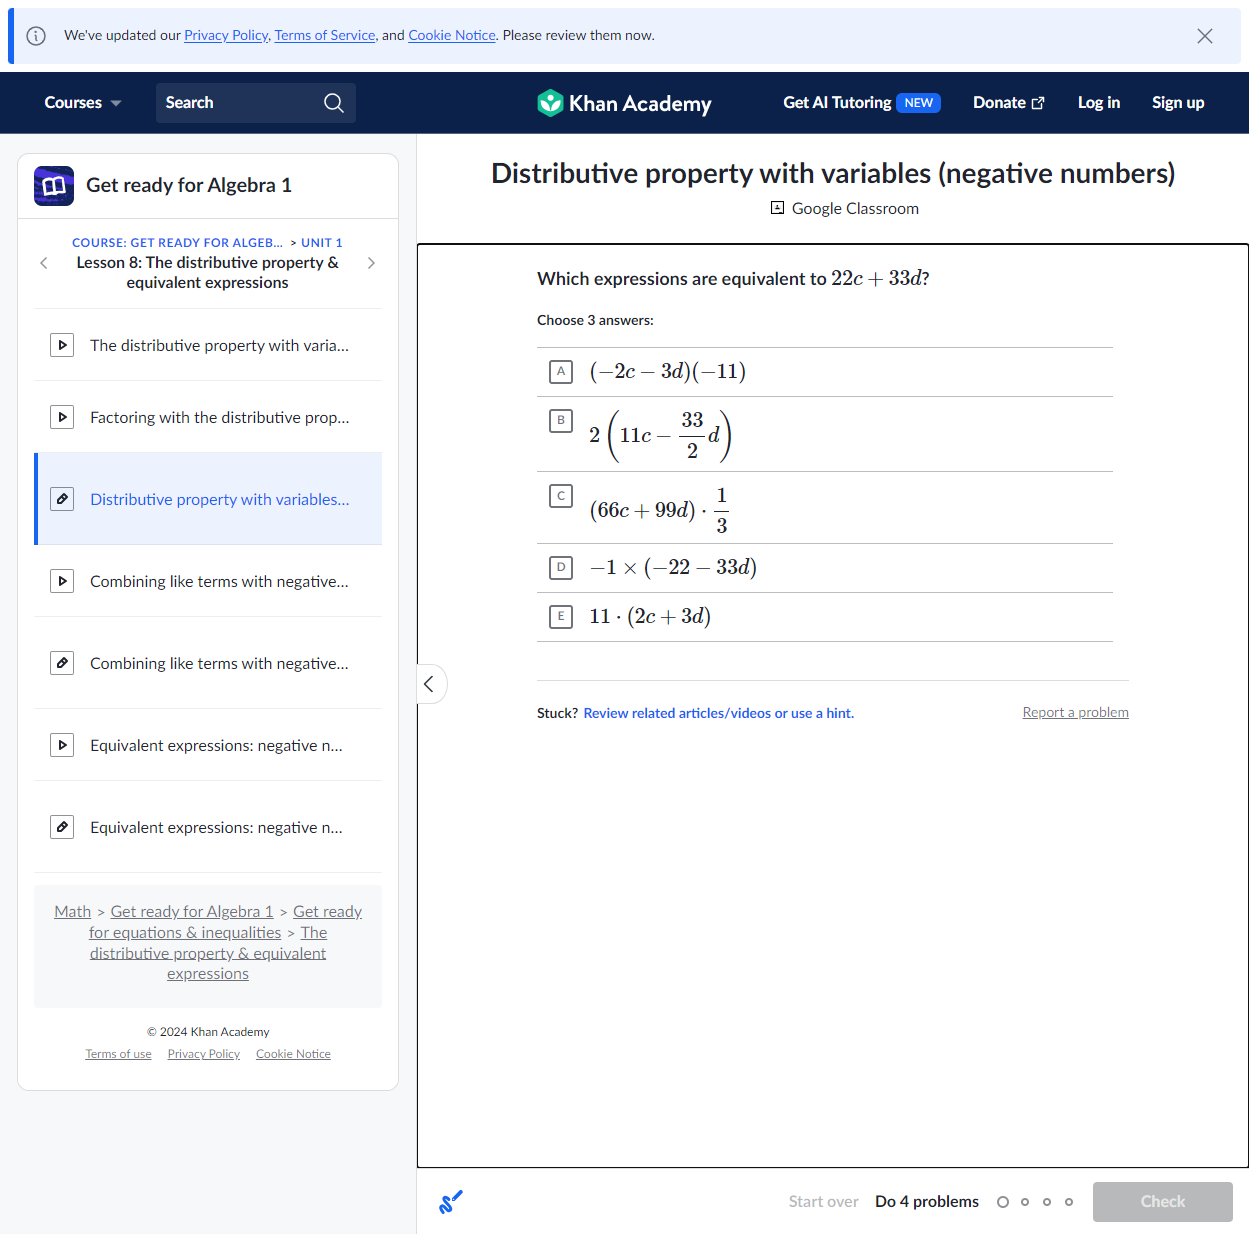 We've updated our Privacy Policy, Terms of Service, and Cookie Notice. Please review them now.
Courses
Search
Khan Academy
Get AI Tutoring NEW
Donate
Log in
Sign up
Get ready for Algebra 1
COURSE: GET READY FOR ALGEB... > UNIT 1
Lesson 8: The distributive property &
equivalent expressions
The distributive property with varia...
Factoring with the distributive prop...
Distributive property with variables...
Combining like terms with negative...
Combining like terms with negative...
Equivalent expressions: negative n...
Equivalent expressions: negative n...
Math > Get ready for Algebra 1 > Get ready
for equations & inequalities > The
distributive property & equivalent
expressions
© 2024 Khan Academy
Terms of use Privacy Policy Cookie Notice
Distributive property with variables (negative numbers)
Google Classroom
Which expressions are equivalent to 22c + 33d?
Choose 3 answers:
A (−2c − 3d)(−11)
B 2(11c − 33/2 d)
C (66c + 99d) · 1/3
D −1 × (−22 − 33d)
E 11 · (2c + 3d)
Stuck? Review related articles/videos or use a hint.
Report a problem
Start over
Do 4 problems
Check